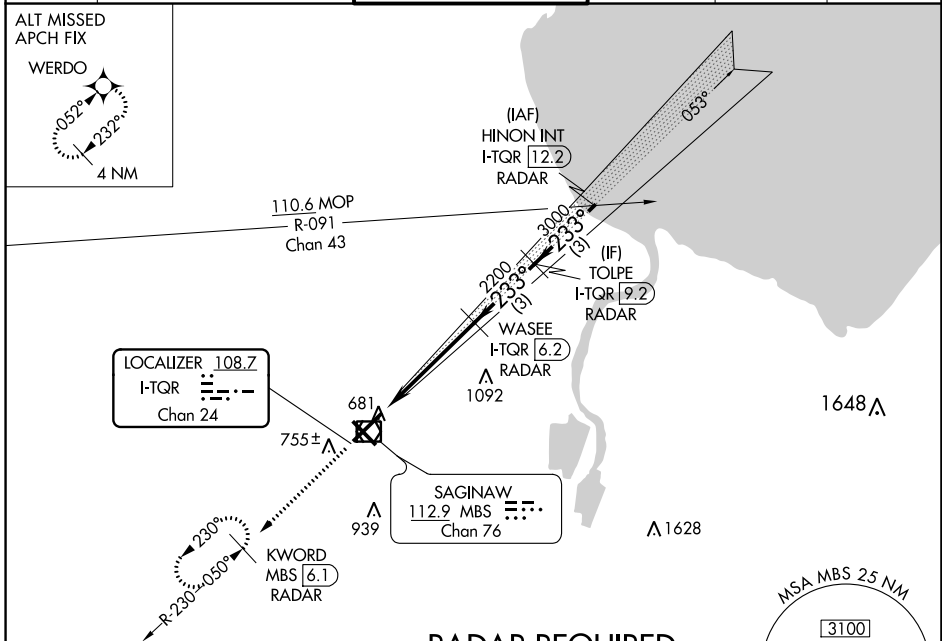 ALT MISSED
APCH FIX
WERDO
052°
232°
4 NM
(IAF)
HINON INT
I-TQR 12.2
RADAR
053°
110.6 MOP
R-091
Chan 43
3000
233°
(3)
(IF)
TOLPE
I-TQR 9.2
RADAR
2200
233°
(3)
WASEE
I-TQR 6.2
RADAR
1092
LOCALIZER 108.7
I-TQR
Chan 24
681
755±
1648
SAGINAW
112.9 MBS
Chan 76
939
1628
230°
R-230
050°
KWORD
MBS 6.1
RADAR
MSA MBS 25 NM
3100